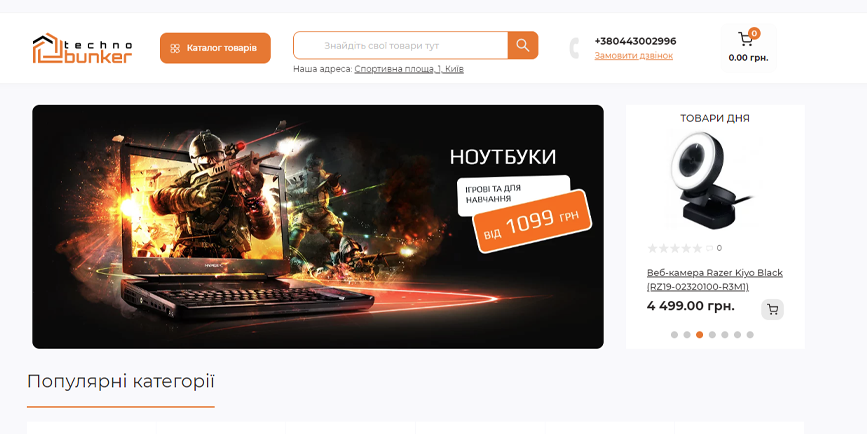 techno
bunker
Каталог товарів
Знайдіть свої товари тут
Наша адреса: Спортивна площа, 1, Київ
+380443002996
Замовити дзвінок
0
0.00 грн.
НОУТБУКИ
ІГРОВІ ТА ДЛЯ
НАВЧАННЯ
ВІД 1099 ГРН
ТОВАРИ ДНЯ
0
Веб-камера Razer Kiyo Black
(RZ19-02320100-R3M1)
4 499.00 грн.
Популярні категорії